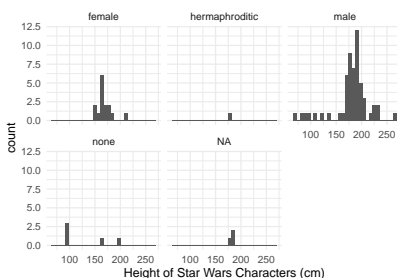 female hermaphroditic male
12.5
10.0
7.5
5.0
2.5
0.0
100 150 200 250
none NA
12.5
10.0
7.5
5.0
2.5
0.0
100 150 200 250 100 150 200 250
count
Height of Star Wars Characters (cm)